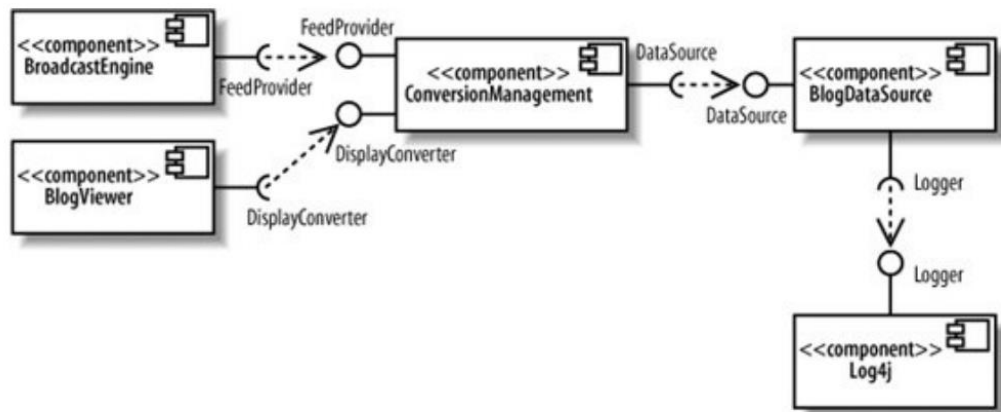 <<component>>
BroadcastEngine
FeedProvider
FeedProvider
<<component>>
ConversionManagement
DataSource
DataSource
<<component>>
BlogDataSource
<<component>>
BlogViewer
DisplayConverter
DisplayConverter
Logger
Logger
<<component>>
Log4j